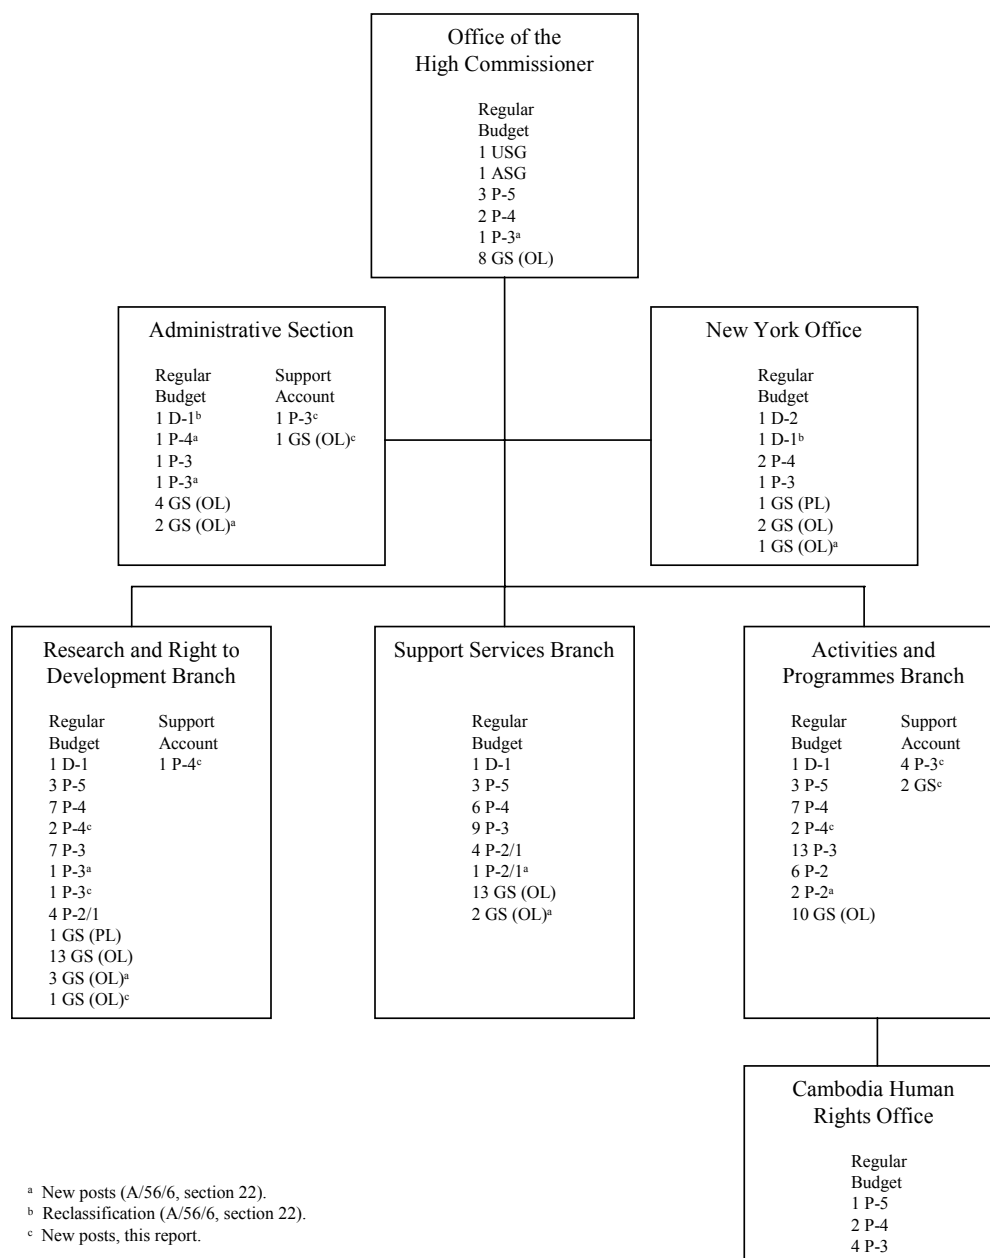 Office of the
High Commissioner
Regular
Budget
1 USG
1 ASG
3 P-5
2 P-4
1 P-3ᵃ
8 GS (OL)
Administrative Section
Regular
Budget
1 D-1ᵇ
1 P-4ᵃ
1 P-3
1 P-3ᵃ
4 GS (OL)
2 GS (OL)ᵃ
Support
Account
1 P-3ᶜ
1 GS (OL)ᶜ
New York Office
Regular
Budget
1 D-2
1 D-1ᵇ
2 P-4
1 P-3
1 GS (PL)
2 GS (OL)
1 GS (OL)ᵃ
Research and Right to
Development Branch
Regular
Budget
1 D-1
3 P-5
7 P-4
2 P-4ᶜ
7 P-3
1 P-3ᵃ
1 P-3ᶜ
4 P-2/1
1 GS (PL)
13 GS (OL)
3 GS (OL)ᵃ
1 GS (OL)ᶜ
Support
Account
1 P-4ᶜ
Support Services Branch
Regular
Budget
1 D-1
3 P-5
6 P-4
9 P-3
4 P-2/1
1 P-2/1ᵃ
13 GS (OL)
2 GS (OL)ᵃ
Activities and
Programmes Branch
Regular
Budget
1 D-1
3 P-5
7 P-4
2 P-4ᶜ
13 P-3
6 P-2
2 P-2ᵃ
10 GS (OL)
Support
Account
4 P-3ᶜ
2 GSᶜ
Cambodia Human
Rights Office
Regular
Budget
1 P-5
2 P-4
4 P-3
ᵃ New posts (A/56/6, section 22).
ᵇ Reclassification (A/56/6, section 22).
ᶜ New posts, this report.